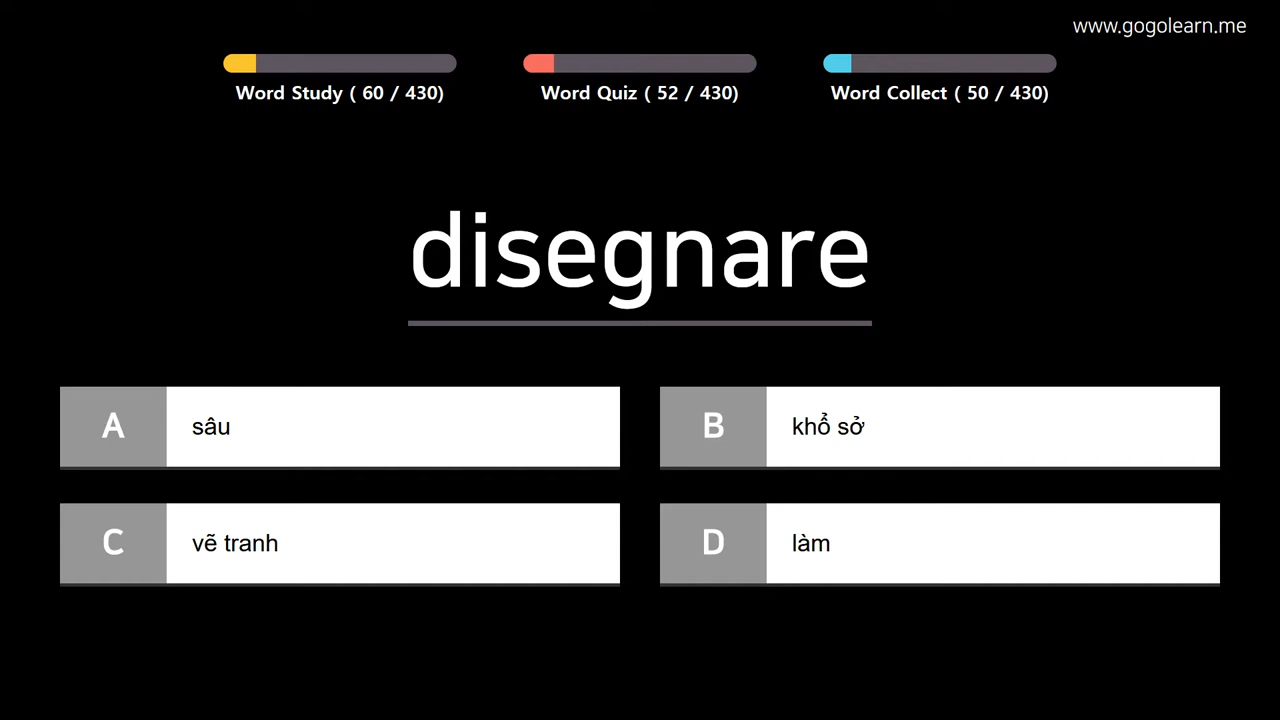 www.gogolearn.me
Word Study ( 60 / 430)
Word Quiz ( 52 / 430)
Word Collect ( 50 / 430)
disegnare
A sâu
B khổ sở
C vẽ tranh
D làm